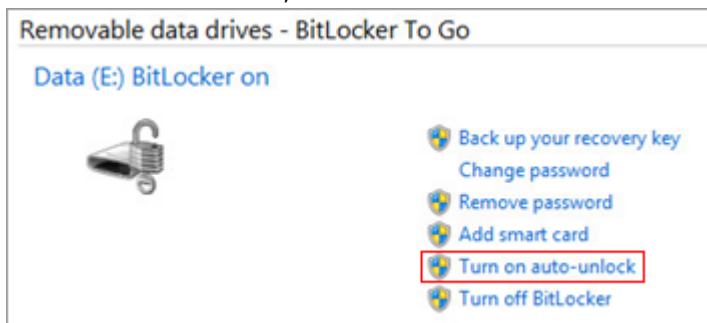 Removable data drives - BitLocker To Go
Data (E:) BitLocker on
Back up your recovery key
Change password
Remove password
Add smart card
Turn on auto-unlock
Turn off BitLocker